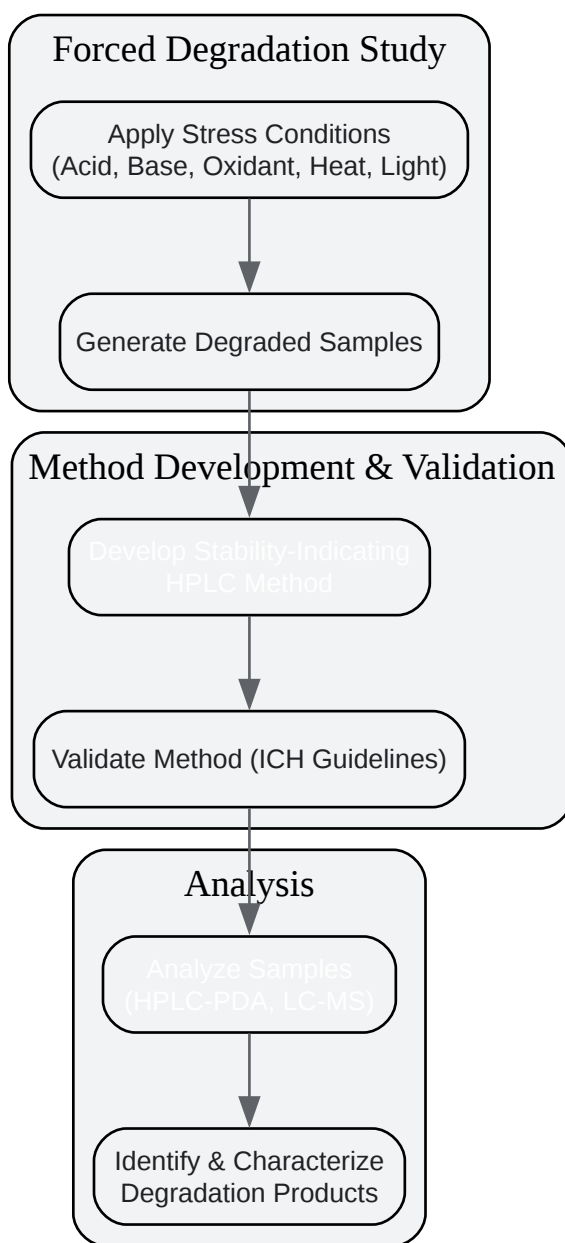 Forced Degradation Study
Apply Stress Conditions
(Acid, Base, Oxidant, Heat, Light)
Generate Degraded Samples
Method Development & Validation
Develop Stability-Indicating
HPLC Method
Validate Method (ICH Guidelines)
Analysis
Analyze Samples
(HPLC-PDA, LC-MS)
Identify & Characterize
Degradation Products